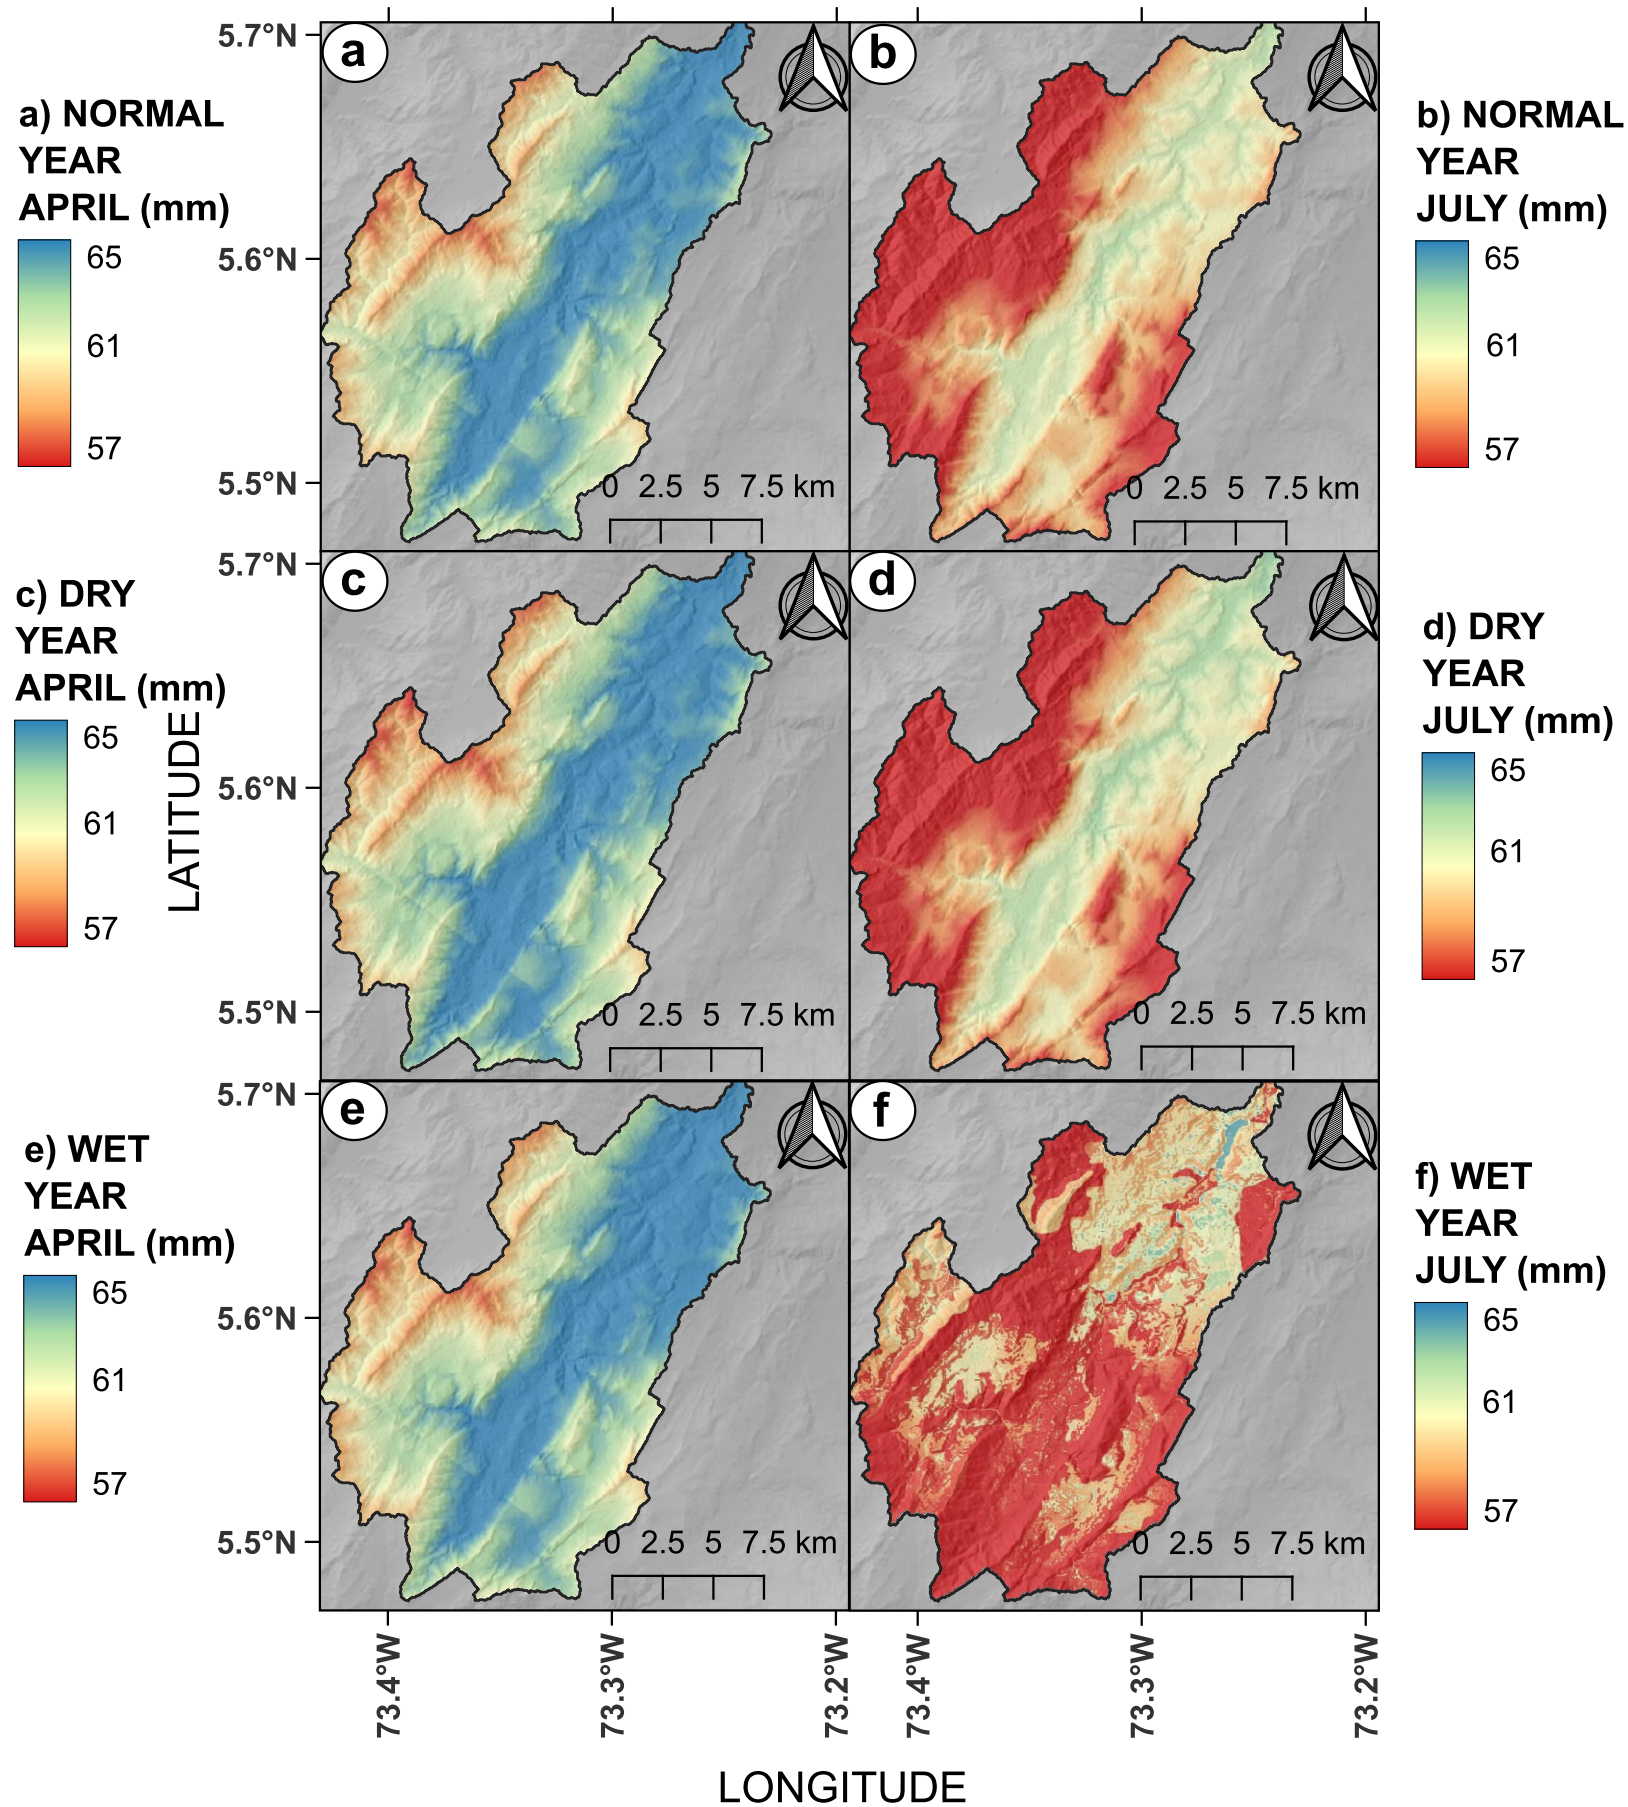 a) NORMAL
YEAR
APRIL (mm)
65
61
57
5.7°N
5.6°N
5.5°N
a
0 2.5 5 7.5 km
b
0 2.5 5 7.5 km
b) NORMAL
YEAR
JULY (mm)
65
61
57
c) DRY
YEAR
APRIL (mm)
65
61
57
LATITUDE
5.7°N
5.6°N
5.5°N
c
0 2.5 5 7.5 km
d
0 2.5 5 7.5 km
d) DRY
YEAR
JULY (mm)
65
61
57
e) WET
YEAR
APRIL (mm)
65
61
57
5.7°N
5.6°N
5.5°N
e
0 2.5 5 7.5 km
f
0 2.5 5 7.5 km
f) WET
YEAR
JULY (mm)
65
61
57
73.4°W
73.3°W
73.2°W
73.4°W
73.3°W
73.2°W
LONGITUDE